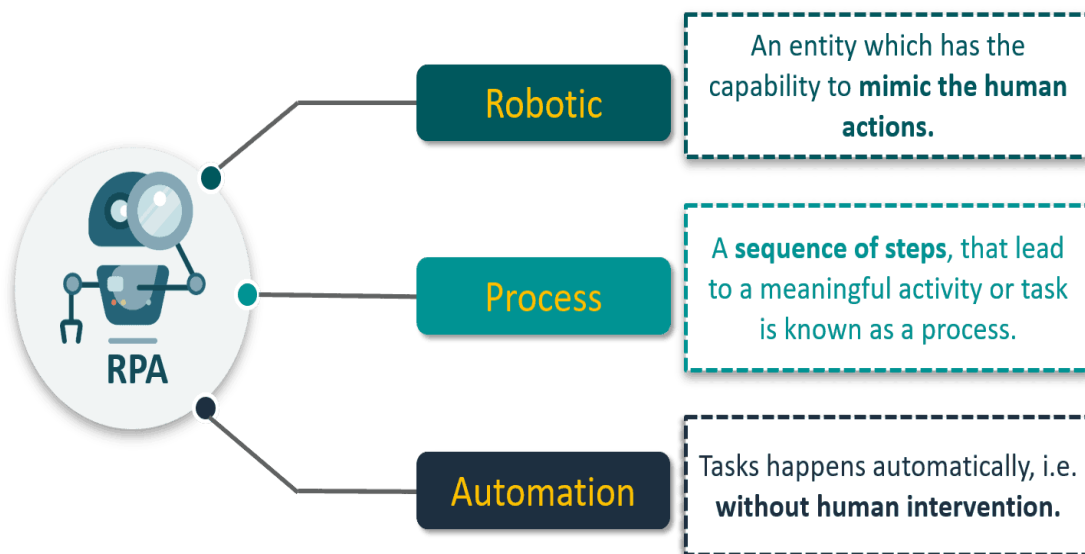 RPA
Robotic
An entity which has the
capability to mimic the human
actions.
Process
A sequence of steps, that lead
to a meaningful activity or task
is known as a process.
Automation
Tasks happens automatically, i.e.
without human intervention.